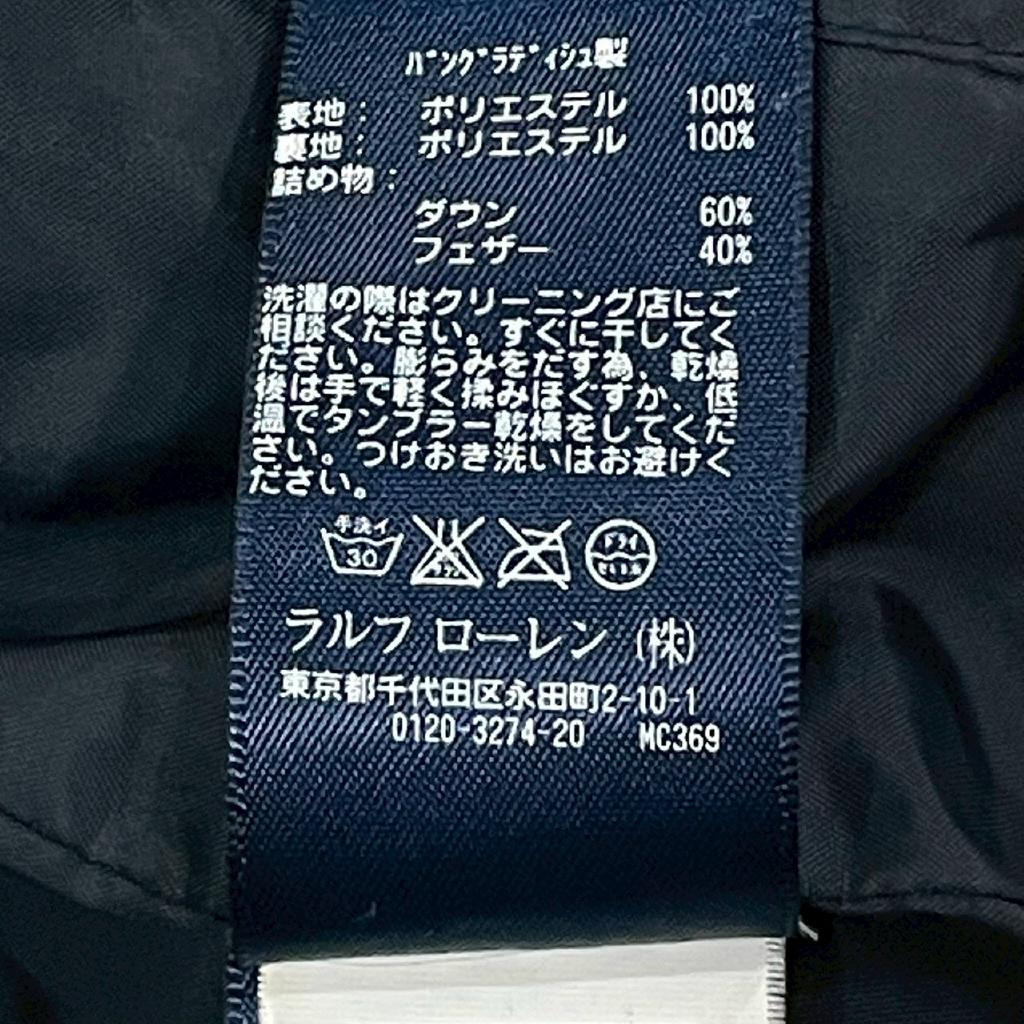 バングラディシュ製
表地： ポリエステル 100%
裏地： ポリエステル 100%
詰め物：
ダウン 60%
フェザー 40%
洗濯の際はクリーニング店にご
相談ください。すぐに干してく
ださい。膨らみをだす為、乾燥
後は手で軽く揉みほぐすか、低
温でタンブラー乾燥をしてくだ
さい。つけおき洗いはお避けく
ださい。
手洗イ
30
ドライ
ラルフ ローレン (株)
東京都千代田区永田町2-10-1
0120-3274-20 MC369